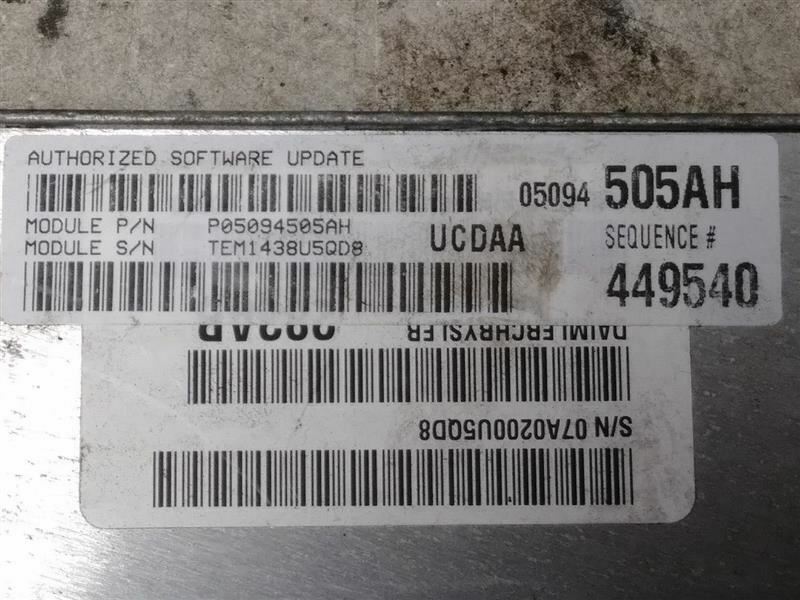 AUTHORIZED SOFTWARE UPDATE
05094 505AH
MODULE P/N P05094505AH
MODULE S/N TEM1438U5QD8
UCDAA
SEQUENCE #
449540
DAIMLERCHRYSLER
S/N 07A0200U5QD8